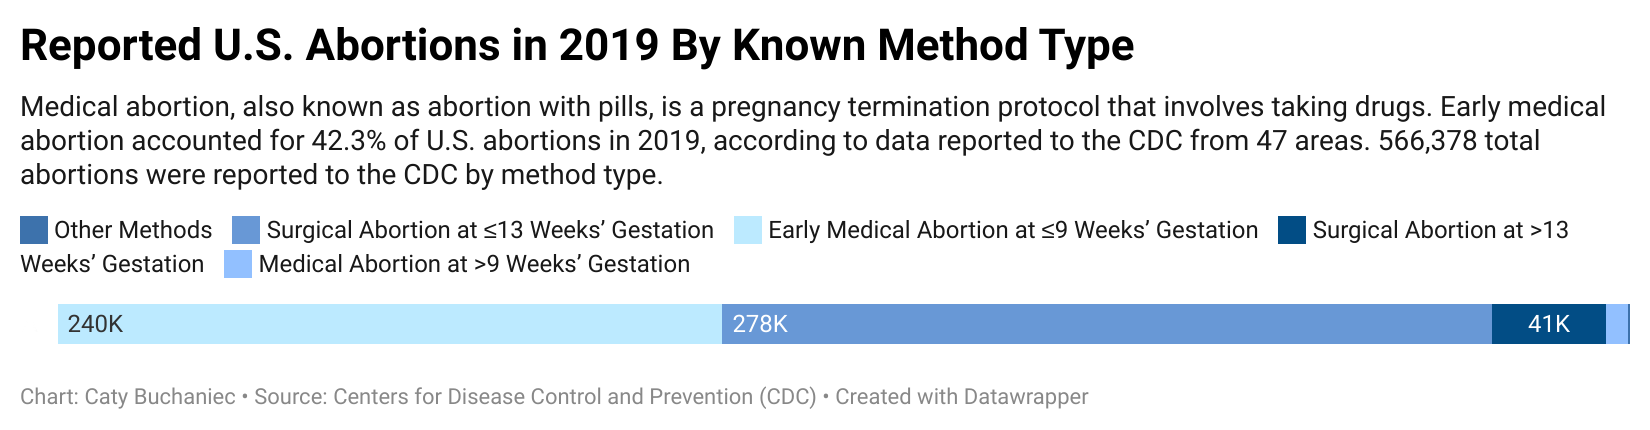 Reported U.S. Abortions in 2019 By Known Method Type
Medical abortion, also known as abortion with pills, is a pregnancy termination protocol that involves taking drugs. Early medical
abortion accounted for 42.3% of U.S. abortions in 2019, according to data reported to the CDC from 47 areas. 566,378 total
abortions were reported to the CDC by method type.
Other Methods Surgical Abortion at ≤13 Weeks’ Gestation Early Medical Abortion at ≤9 Weeks’ Gestation Surgical Abortion at >13
Weeks’ Gestation Medical Abortion at >9 Weeks’ Gestation
240K 278K 41K
Chart: Caty Buchaniec • Source: Centers for Disease Control and Prevention (CDC) • Created with Datawrapper